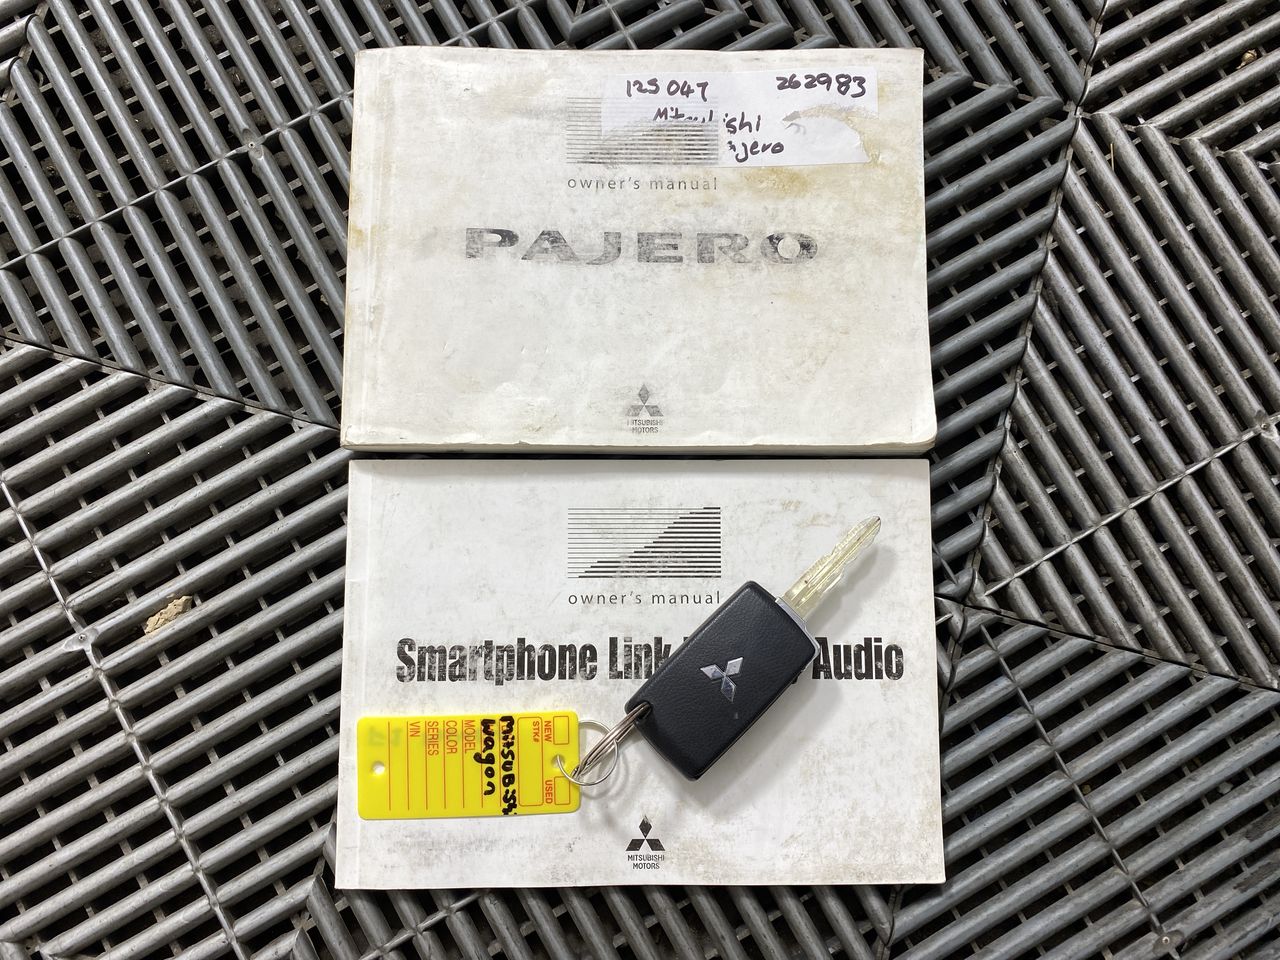 125 047 262983
Mitsubishi
Pajero
owner's manual
PAJERO
MITSUBISHI
MOTORS
owner's manual
Smartphone Link Audio
NEW USED
STK#
Mitsubishi
Wagon
MODEL
COLOR
SERIES
VIN
MITSUBISHI
MOTORS